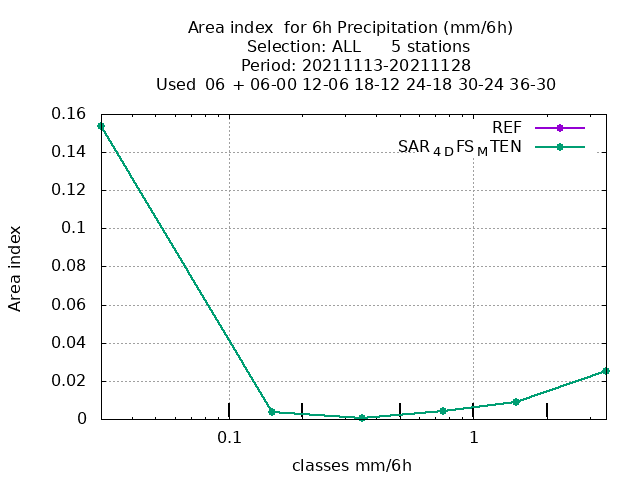 Area index  for 6h Precipitation (mm/6h)
Selection: ALL      5 stations
Period: 20211113-20211128
Used  06 + 06-00 12-06 18-12 24-18 30-24 36-30
REF
SAR4DFSMTEN
0.16
0.14
0.12
0.1
0.08
0.06
0.04
0.02
0
Area index
0.1
1
classes mm/6h